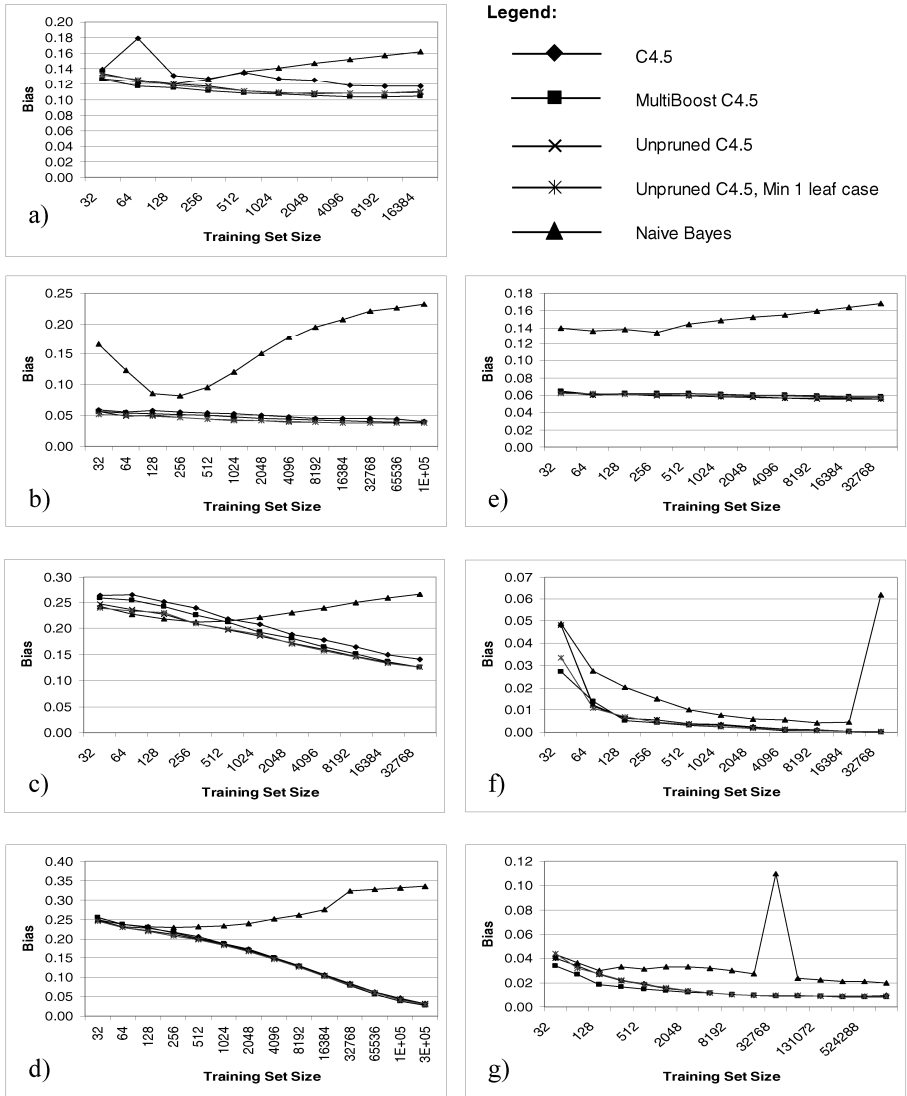 0.20
0.18
0.16
0.14
0.12
0.10
0.08
0.06
0.04
0.02
0.00
Bias
32 64 128 256 512 1024 2048 4096 8192 16384
Training Set Size
a)
Legend:
C4.5
MultiBoost C4.5
Unpruned C4.5
Unpruned C4.5, Min 1 leaf case
Naive Bayes
0.25
0.20
0.15
0.10
0.05
0.00
Bias
32 64 128 256 512 1024 2048 4096 8192 16384 32768 65536 1E+05
Training Set Size
b)
0.18
0.16
0.14
0.12
0.10
0.08
0.06
0.04
0.02
0.00
Bias
32 64 128 256 512 1024 2048 4096 8192 16384 32768
Training Set Size
e)
0.30
0.25
0.20
0.15
0.10
0.05
0.00
Bias
32 64 128 256 512 1024 2048 4096 8192 16384 32768
Training Set Size
c)
0.07
0.06
0.05
0.04
0.03
0.02
0.01
0.00
Bias
32 64 128 256 512 1024 2048 4096 8192 16384 32768
Training Set Size
f)
0.40
0.35
0.30
0.25
0.20
0.15
0.10
0.05
0.00
Bias
32 64 128 256 512 1024 2048 4096 8192 16384 32768 65536 1E+05 3E+05
Training Set Size
d)
0.12
0.10
0.08
0.06
0.04
0.02
0.00
Bias
32 128 512 2048 8192 32768 131072 524288
Training Set Size
g)